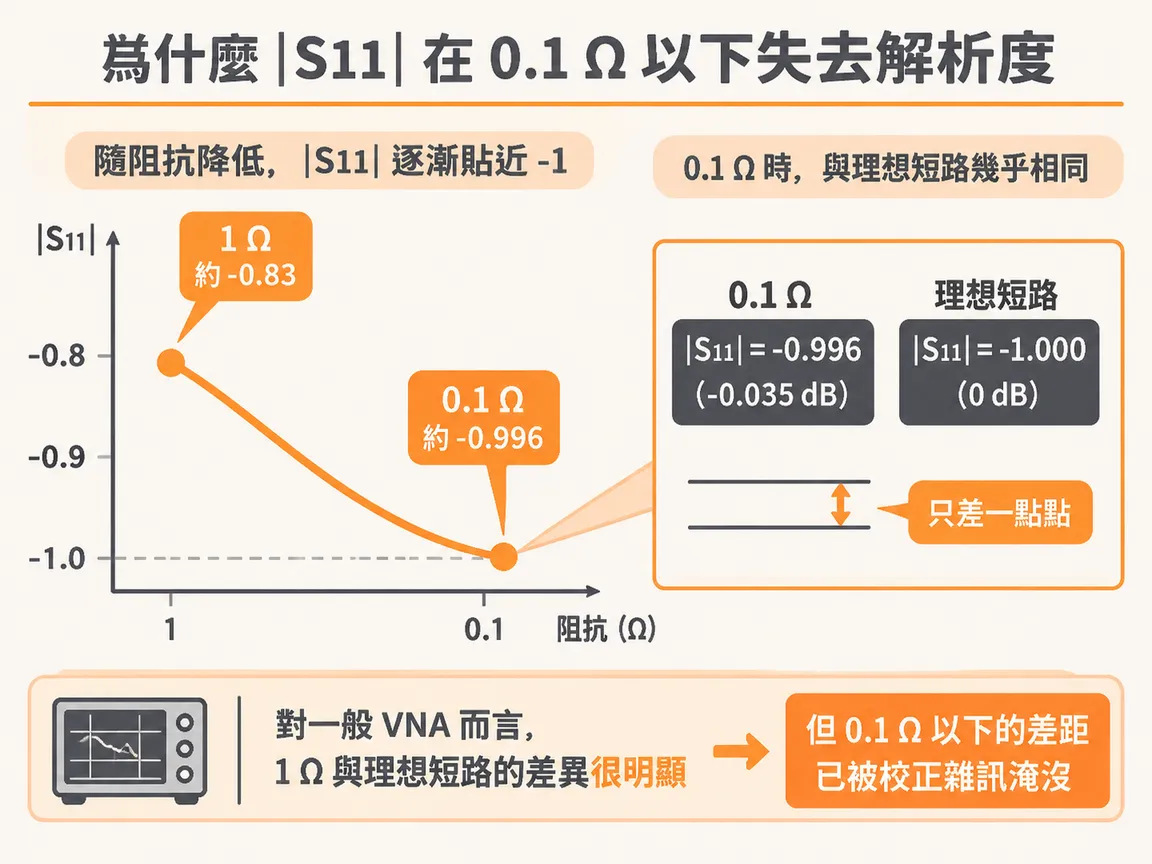 爲什麼 |S11| 在 0.1 Ω 以下失去解析度
隨阻抗降低，|S11| 逐漸貼近 -1
|S11|
1 Ω
約 -0.83
0.1 Ω
約 -0.996
-0.8
-0.9
-1.0
1
0.1
阻抗 (Ω)
0.1 Ω 時，與理想短路幾乎相同
0.1 Ω
|S11| = -0.996
(-0.035 dB)
理想短路
|S11| = -1.000
(0 dB)
只差一點點
對一般 VNA 而言，
1 Ω 與理想短路的差異很明顯
但 0.1 Ω 以下的差距
已被校正雜訊淹沒